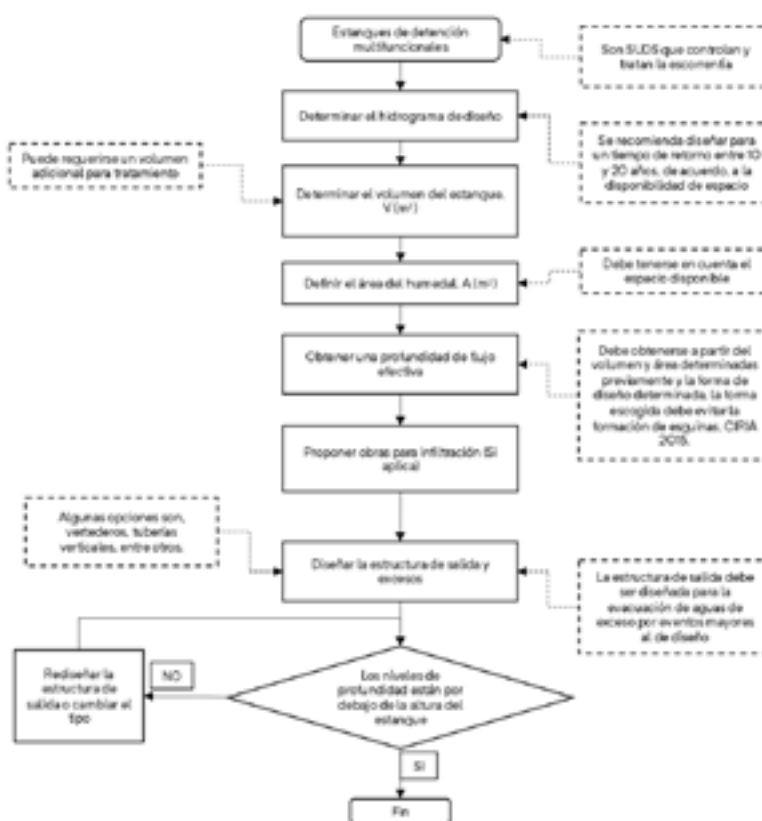 Estangues de detención
multifuncionales
Son SUDS que controlan y
tratan la escorrentía
Determinar el hidrograma de diseño
Se recomienda diseñar para
un tiempo de retorno entre 10
y 20 años, de acuerdo, a la
disponibilidad de espacio
Puede requerirse un volumen
adicional para tratamiento
Determinar el volumen del estangue,
V (m³)
Definir el área del humedal, A (m²)
Debe tenerse en cuenta el
espacio disponible
Obtener una profundidad de flujo
efectiva
Debe obtenerse a partir del
volumen y área determinadas
previamente y la forma de
diseño determinada, la forma
escogida debe evitar la
formación de esquinas, CIRIA
2015.
Proponer obras para infiltración (Si
aplica)
Algunas opciones son,
vertederos, tuberías
verticales, entre otros.
Diseñar la estructura de salida y
excesos
La estructura de salida debe
ser diseñada para la
evacuación de aguas de
exceso por eventos mayores
al de diseño
Rediseñar la
estructura de
salida o cambiar el
tipo
NO
Los niveles de
profundidad están por
debajo de la altura del
estangue
SI
Fin